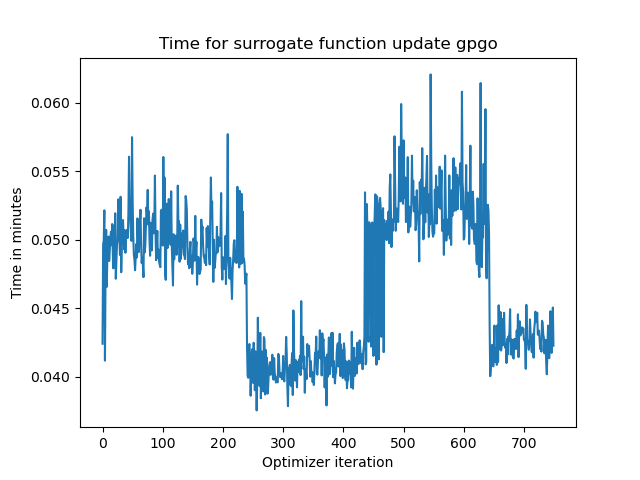 Time for surrogate function update gpgo
0.060
0.055
0.050
0.045
0.040
Time in minutes
0 100 200 300 400 500 600 700
Optimizer iteration